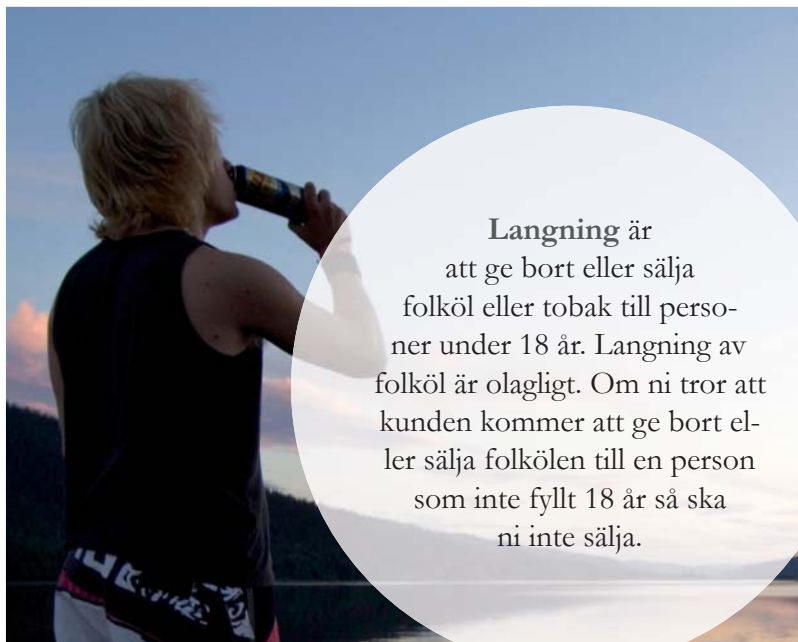 Langning är
att ge bort eller sälja
folköl eller tobak till perso-
ner under 18 år. Langning av
folköl är olagligt. Om ni tror att
kunden kommer att ge bort el-
ler sälja folkölen till en person
som inte fyllt 18 år så ska
ni inte sälja.